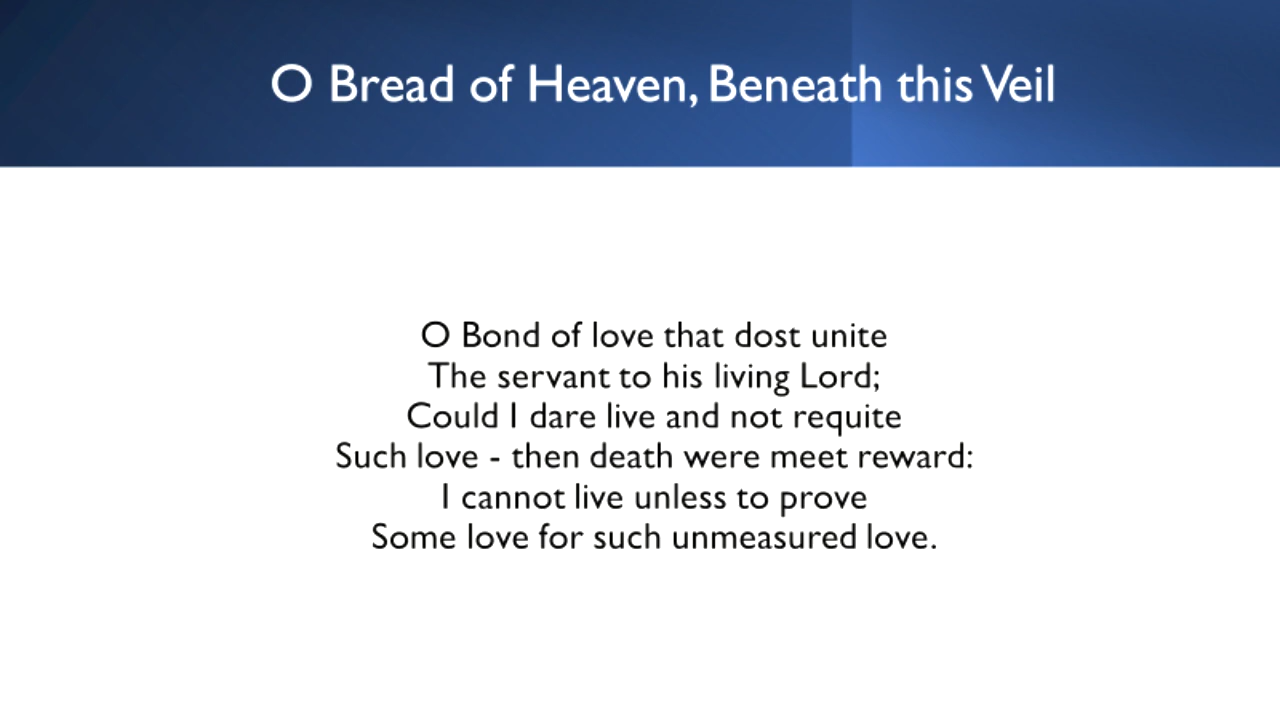 O Bread of Heaven, Beneath this Veil
O Bond of love that dost unite
The servant to his living Lord;
Could I dare live and not requite
Such love - then death were meet reward:
I cannot live unless to prove
Some love for such unmeasured love.